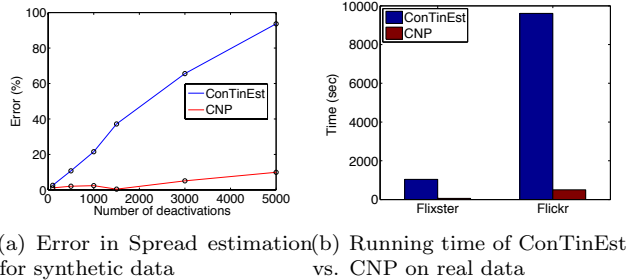 100
80
60
40
20
0
Error (%)
ConTinEst
CNP
0 1000 2000 3000 4000 5000
Number of deactivations
10000
8000
6000
4000
2000
0
Time (sec)
ConTinEst
CNP
Flixster Flickr
(a) Error in Spread estimation
for synthetic data
(b) Running time of ConTinEst
vs. CNP on real data